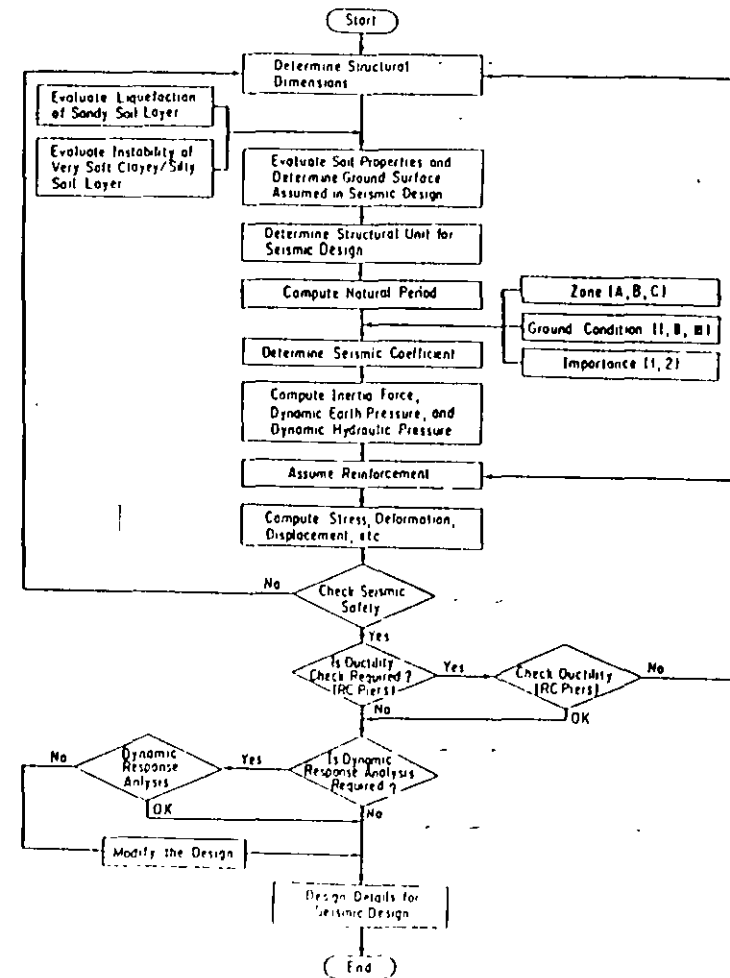 Start
Determine Structural
Dimensions
Evaluate Liquefaction
of Sandy Soil Layer
Evaluate Instability of
Very Soft Clayey/Silty
Soil Layer
Evaluate Soil Properties and
Determine Ground Surface
Assumed in Seismic Design
Determine Structural Unit for
Seismic Design
Compute Natural Period
Zone (A, B, C)
Ground Condition (I, II, III)
Importance (1, 2)
Determine Seismic Coefficient
Compute Inertia Force,
Dynamic Earth Pressure, and
Dynamic Hydraulic Pressure
Assume Reinforcement
Compute Stress, Deformation,
Displacement, etc
No
Check Seismic
Safety
Yes
Is Ductility
Check Required ?
(RC Piers)
Yes
Check Ductility
(RC Piers)
No
No
OK
No
Dynamic
Response
Anlysis
Yes
Is Dynamic
Response Analysis
Required ?
OK
No
Modify the Design
Design Details for
Seismic Design
End